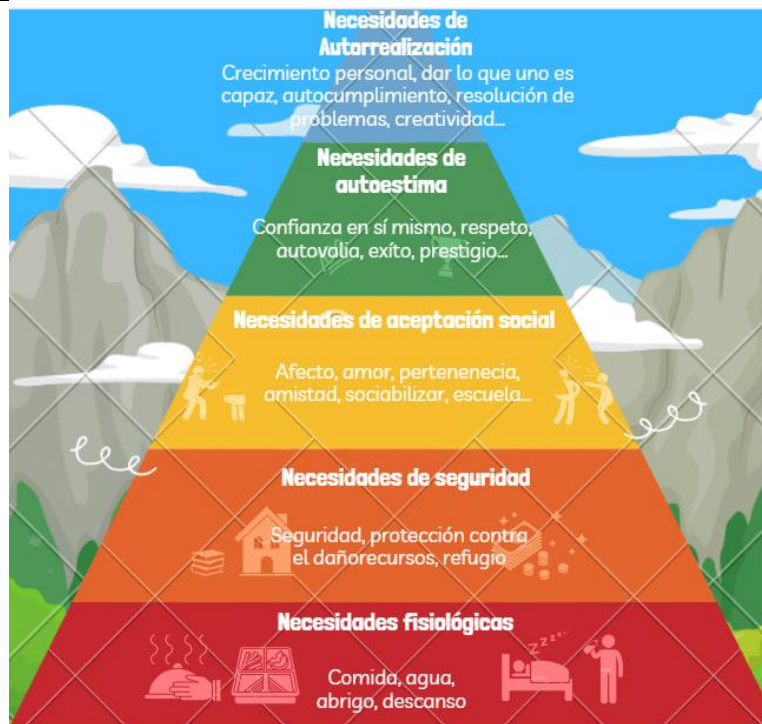 Necesidades de
Autorrealización
Crecimiento personal, dar lo que uno es
capaz, autocumplimiento, resolución de
problemas, creatividad...
Necesidades de
autoestima
Confianza en sí mismo, respeto,
autovalia, exíto, prestigio...
Necesidades de aceptación social
Afecto, amor, pertenenecia,
amistad, sociabilizar, escuela...
Necesidades de seguridad
Seguridad, protección contra
el dañorecursos, refugio
Necesidades fisiológicas
zzzz
Comida, agua,
abrigo, descanso